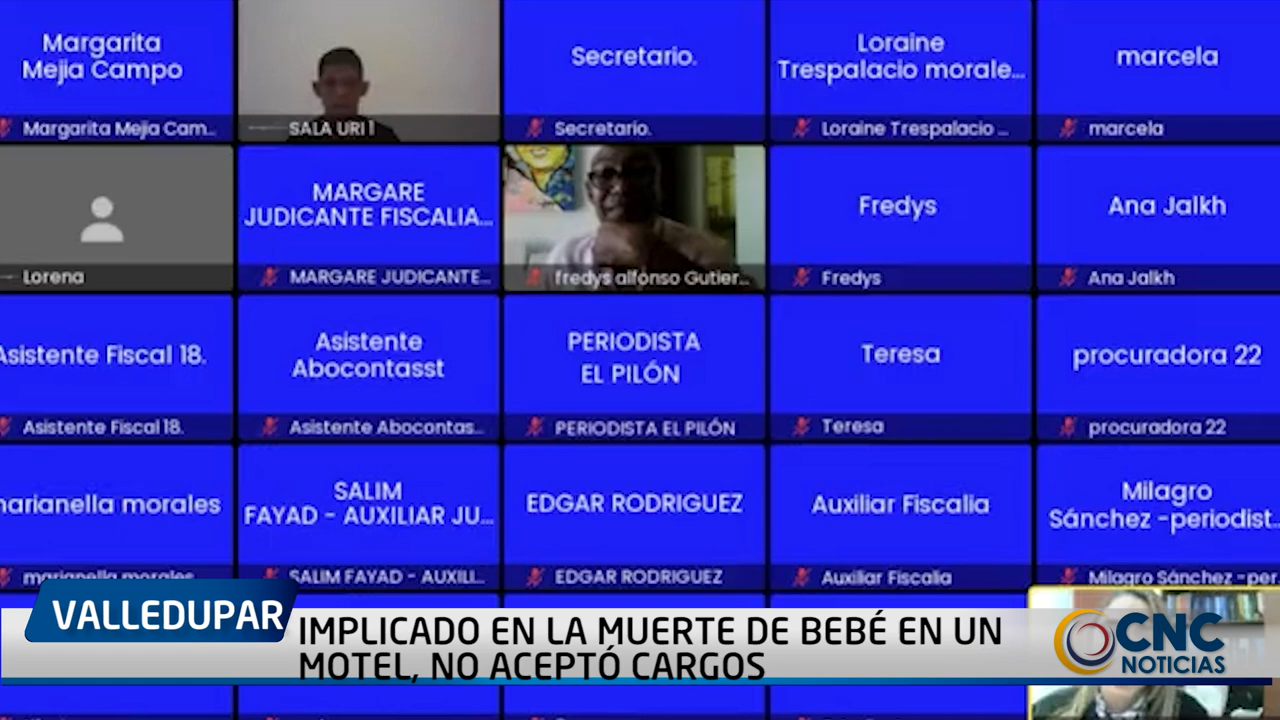 Margarita
Mejia Campo
Secretario.
Loraine
Trespalacio morale...
marcela
Margarita Mejia Cam...
SALA URI 1
Secretario.
Loraine Trespalacio ...
marcela
MARGARE
JUDICANTE FISCALIA...
Fredys
Ana Jalkh
Lorena
MARGARE JUDICANTE...
fredys alfonso Gutier...
Fredys
Ana Jalkh
Asistente Fiscal 18.
Asistente
Abocontasst
PERIODISTA
EL PILÓN
Teresa
procuradora 22
Asistente Fiscal 18.
Asistente Abocontas...
PERIODISTA EL PILÓN
Teresa
procuradora 22
marianella morales
SALIM
FAYAD - AUXILIAR JU...
EDGAR RODRIGUEZ
Auxiliar Fiscalia
Milagro
Sánchez -periodist...
marianella morales
SALIM FAYAD - AUXILI...
EDGAR RODRIGUEZ
Auxiliar Fiscalia
Milagro Sánchez -per...
VALLEDUPAR
IMPLICADO EN LA MUERTE DE BEBÉ EN UN
MOTEL, NO ACEPTÓ CARGOS
CNC
NOTICIAS